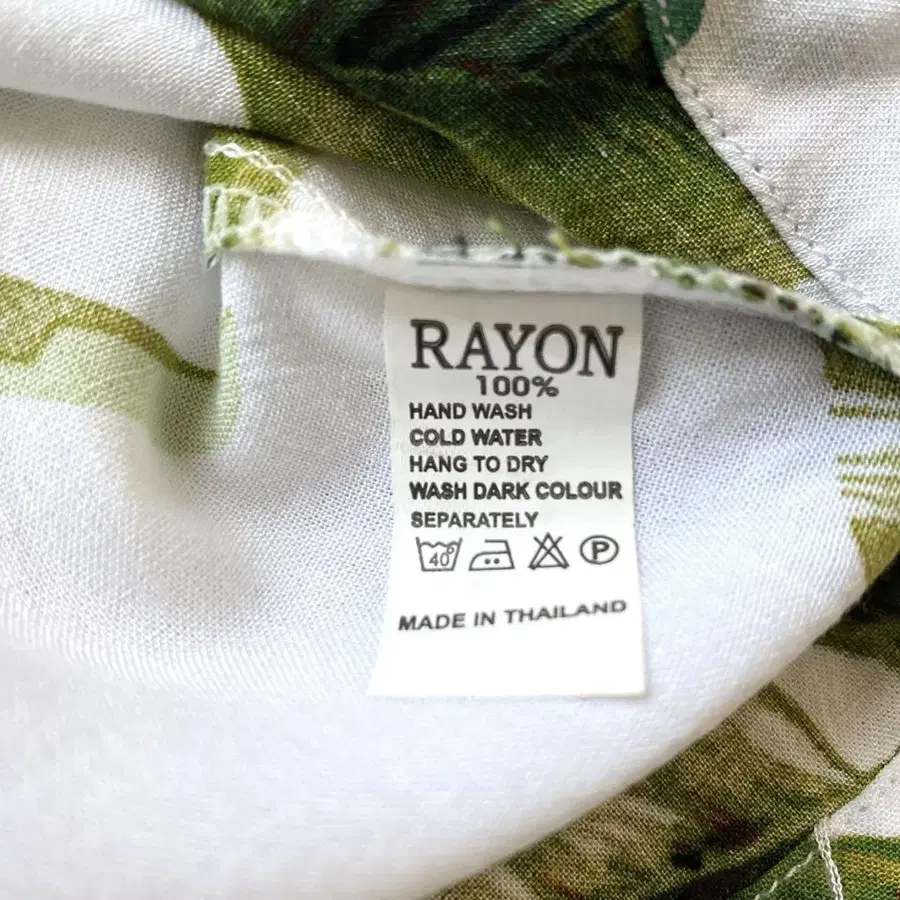 RAYON
100%
HAND WASH
COLD WATER
HANG TO DRY
WASH DARK COLOUR
SEPARATELY
40° P
MADE IN THAILAND